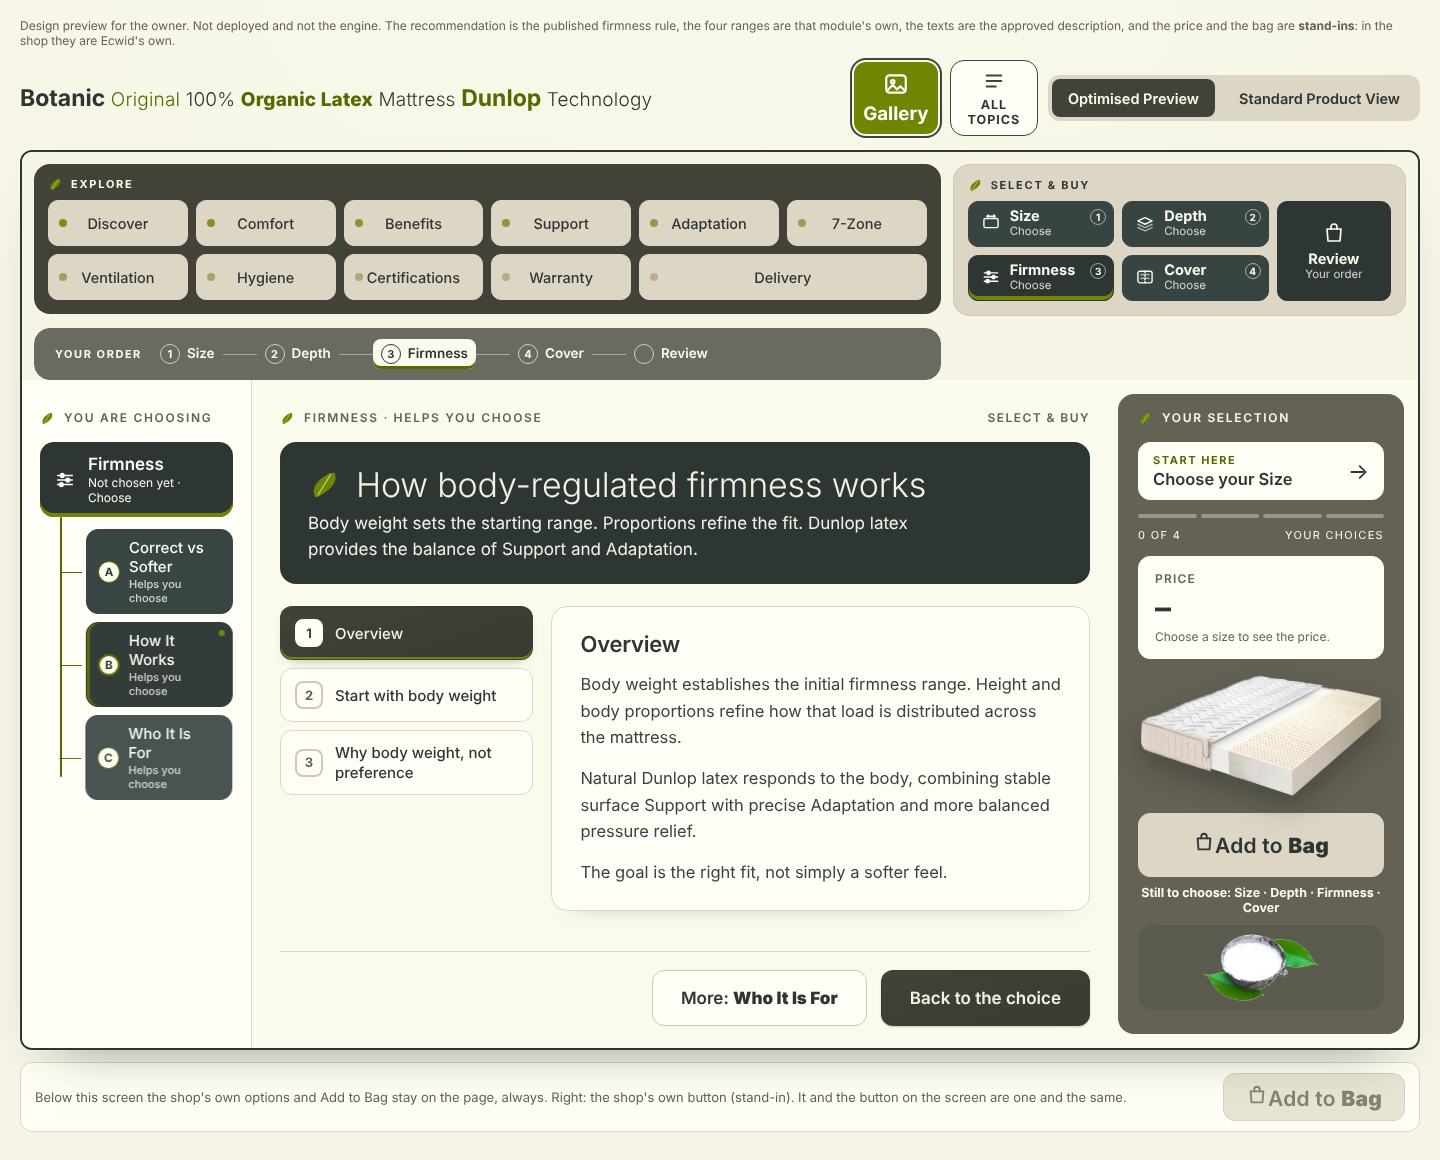 Design preview for the owner. Not deployed and not the engine. The recommendation is the published firmness rule, the four ranges are that module's own, the texts are the approved description, and the price and the bag are stand-ins: in the
shop they are Ecwid's own.
Botanic Original 100% Organic Latex Mattress Dunlop Technology
Gallery
ALL
TOPICS
Optimised Preview
Standard Product View
EXPLORE
Discover
Comfort
Benefits
Support
Adaptation
7-Zone
Ventilation
Hygiene
Certifications
Warranty
Delivery
SELECT & BUY
Size
Choose
1
Depth
Choose
2
Firmness
Choose
3
Cover
Choose
4
Review
Your order
YOUR ORDER
1 Size
2 Depth
3 Firmness
4 Cover
Review
YOU ARE CHOOSING
Firmness
Not chosen yet ·
Choose
A
Correct vs
Softer
Helps you
choose
B
How It
Works
Helps you
choose
C
Who It Is
For
Helps you
choose
FIRMNESS · HELPS YOU CHOOSE
SELECT & BUY
How body-regulated firmness works
Body weight sets the starting range. Proportions refine the fit. Dunlop latex
provides the balance of Support and Adaptation.
1 Overview
2 Start with body weight
3 Why body weight, not
preference
Overview
Body weight establishes the initial firmness range. Height and
body proportions refine how that load is distributed across
the mattress.
Natural Dunlop latex responds to the body, combining stable
surface Support with precise Adaptation and more balanced
pressure relief.
The goal is the right fit, not simply a softer feel.
More: Who It Is For
Back to the choice
YOUR SELECTION
START HERE
Choose your Size
0 OF 4
YOUR CHOICES
PRICE
–
Choose a size to see the price.
Add to Bag
Still to choose: Size · Depth · Firmness ·
Cover
Below this screen the shop's own options and Add to Bag stay on the page, always. Right: the shop's own button (stand-in). It and the button on the screen are one and the same.
Add to Bag